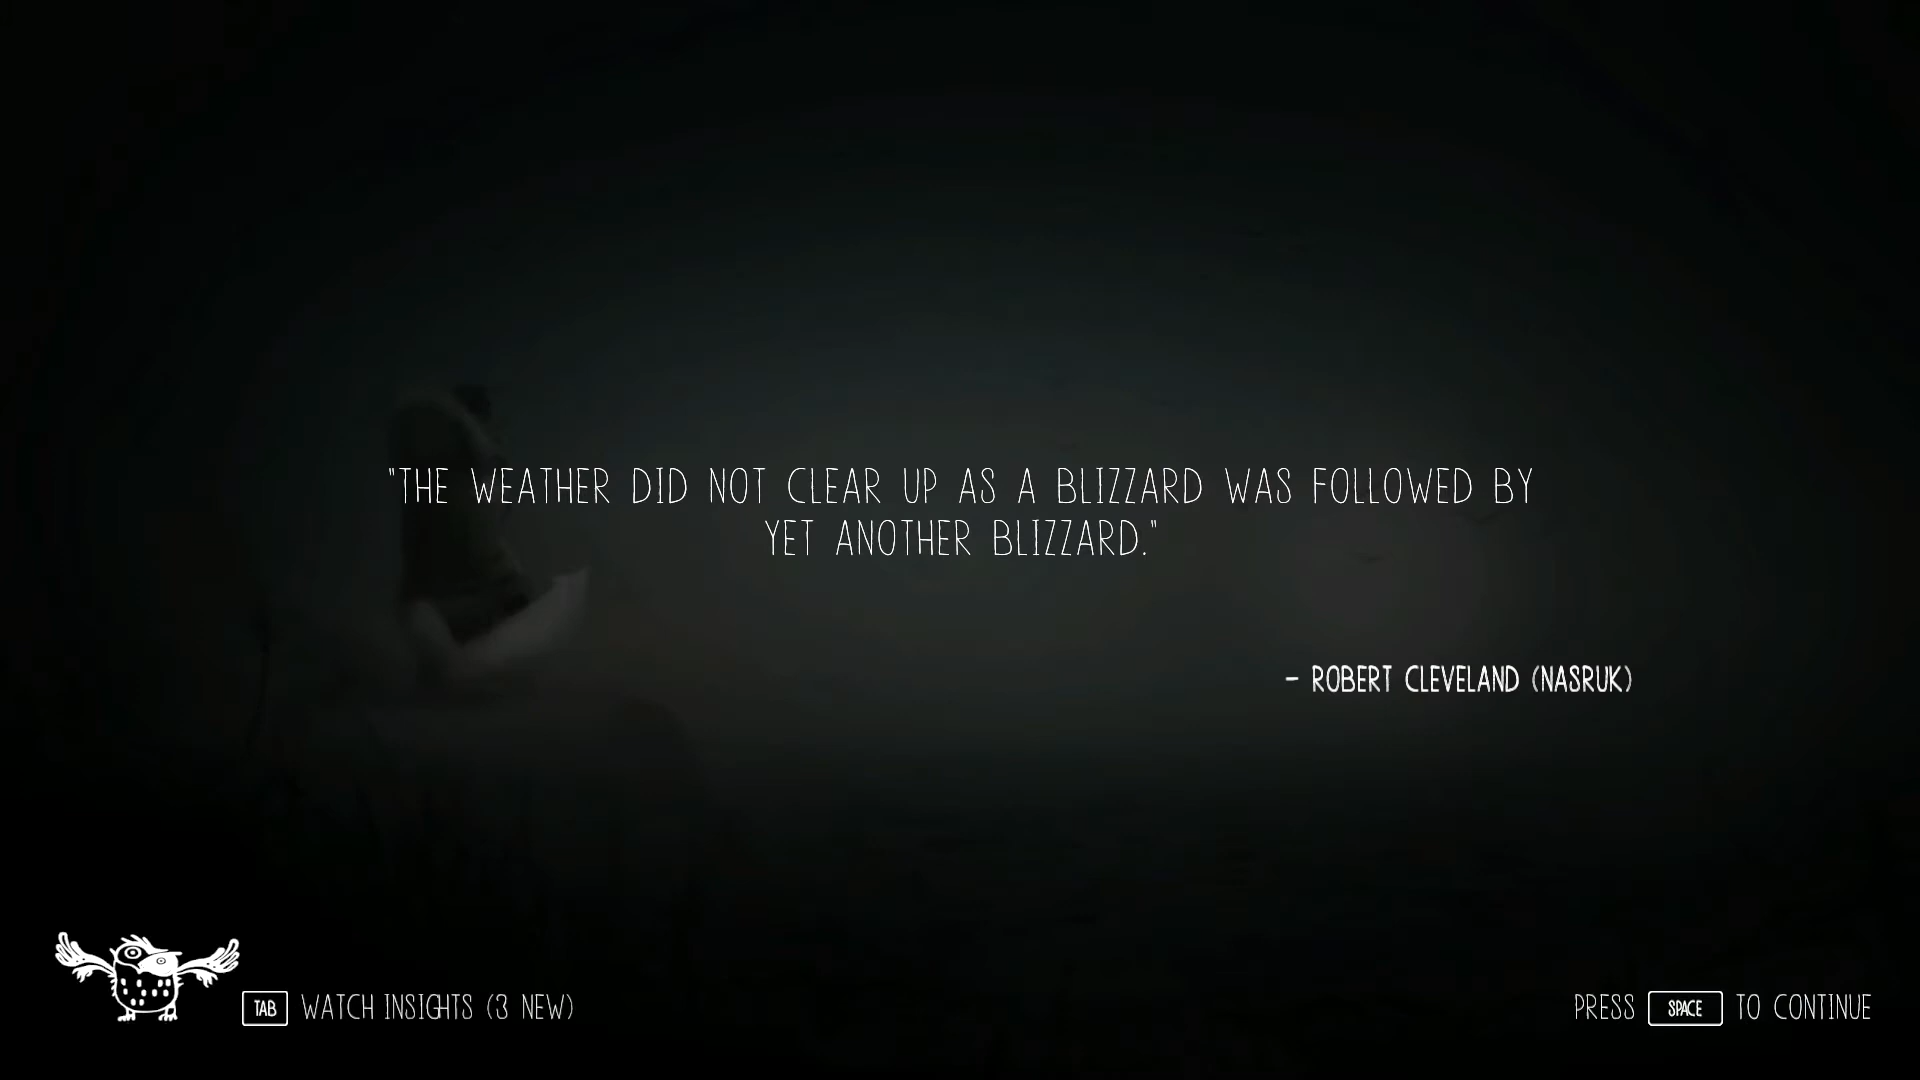 "THE WEATHER DID NOT CLEAR UP AS A BLIZZARD WAS FOLLOWED BY
YET ANOTHER BLIZZARD."
- ROBERT CLEVELAND (NASRUK)
TAB WATCH INSIGHTS (3 NEW)
PRESS SPACE TO CONTINUE